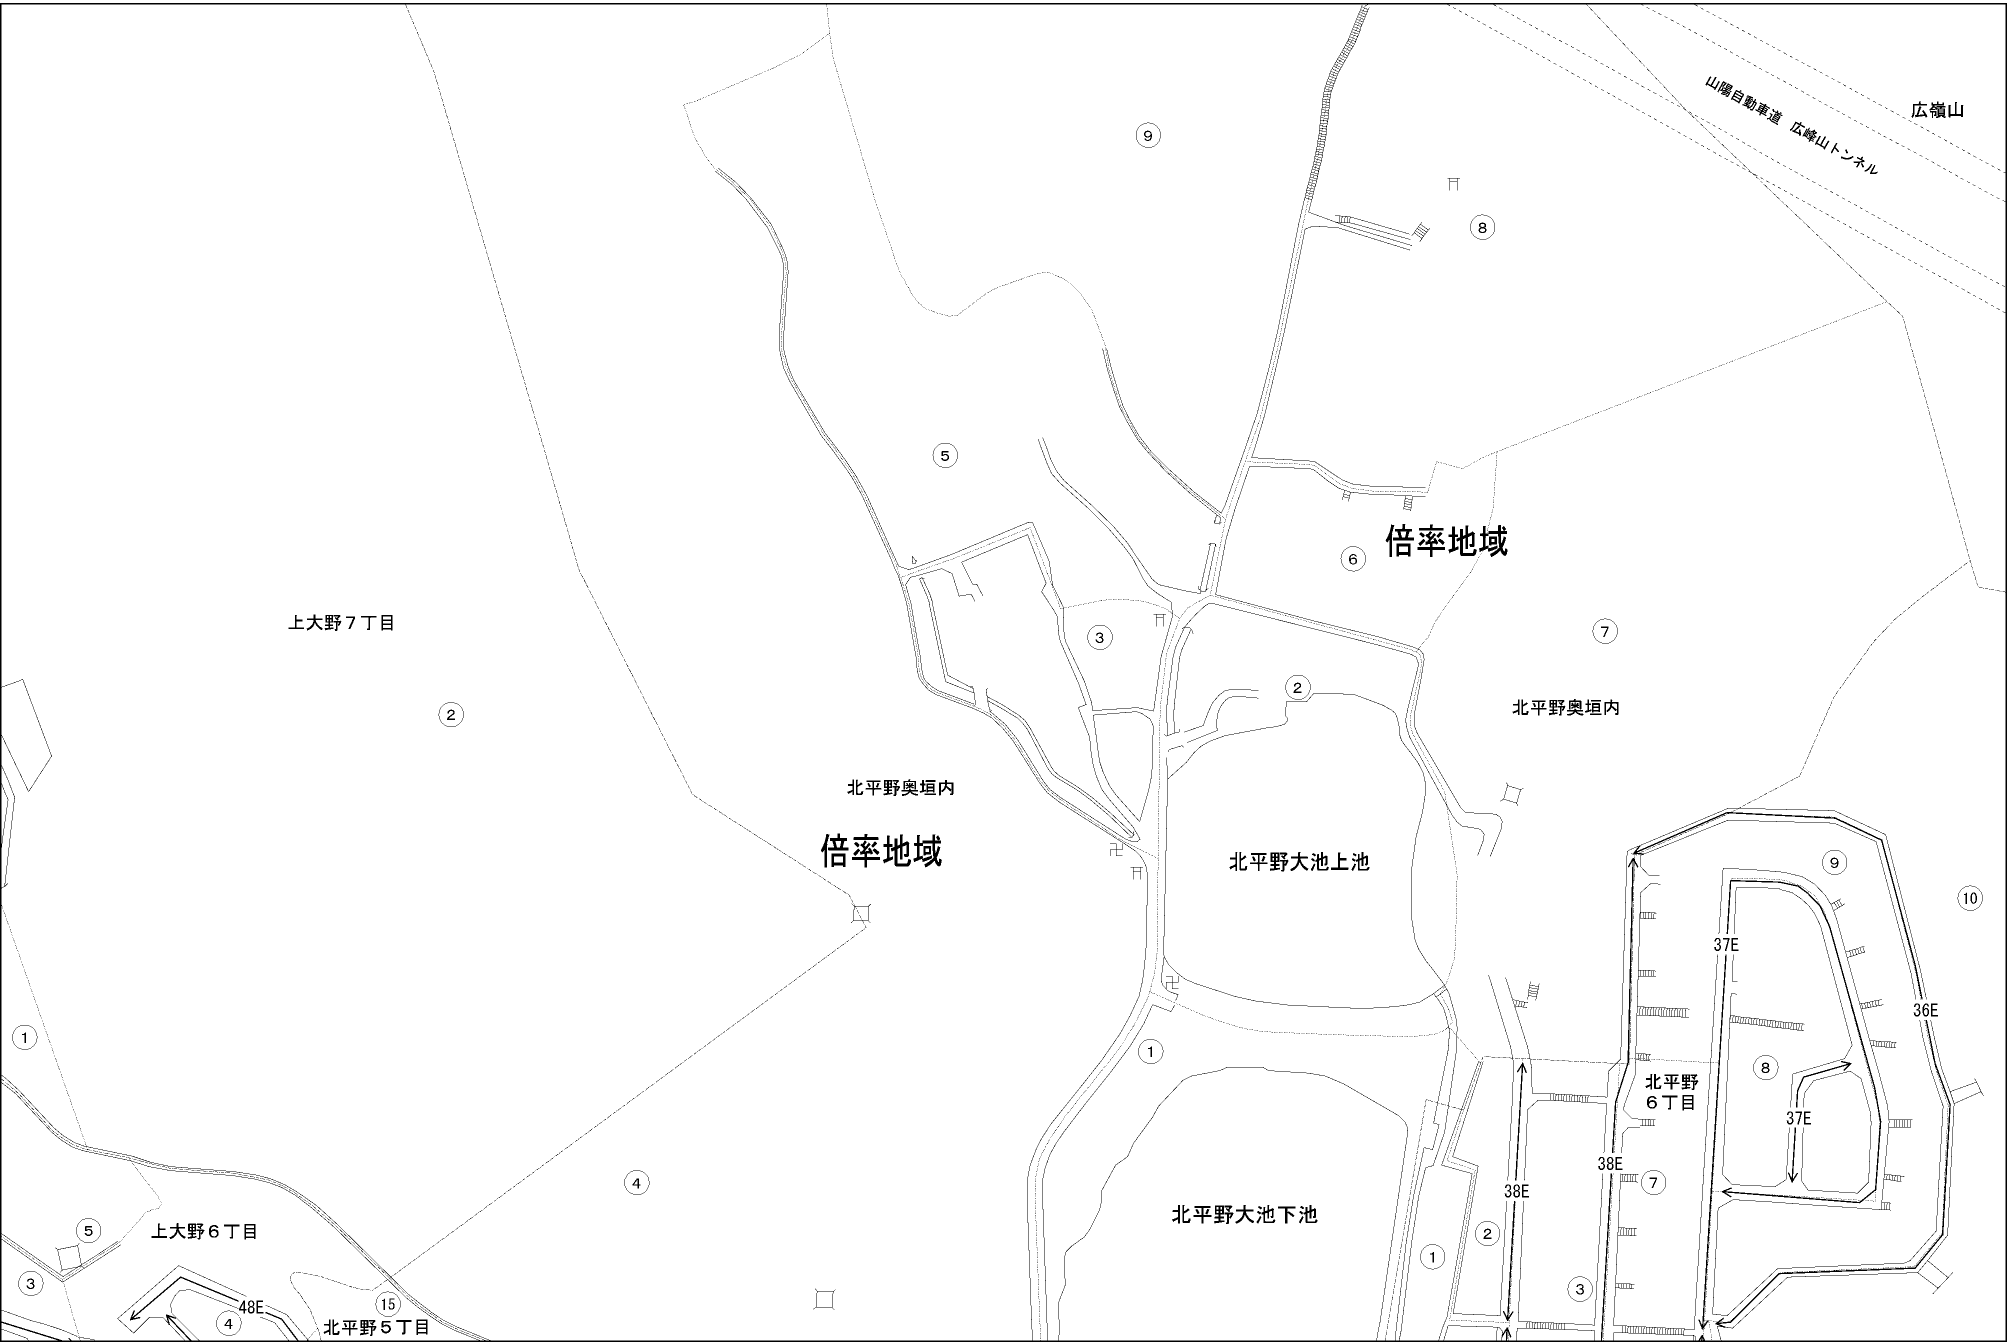 広嶺山
山陽自動車道 広峰山トンネル
⑨
⑧
⑤
倍率地域
⑥
上大野７丁目
③
⑦
②
②
北平野奥垣内
北平野奥垣内
倍率地域
北平野大池上池
⑨
⑩
37E
36E
①
①
⑧
北平野
６丁目
37E
38E
38E
④
⑦
北平野大池下池
⑤
上大野６丁目
②
①
③
③
⑮
48E
④
北平野５丁目
卍
卍